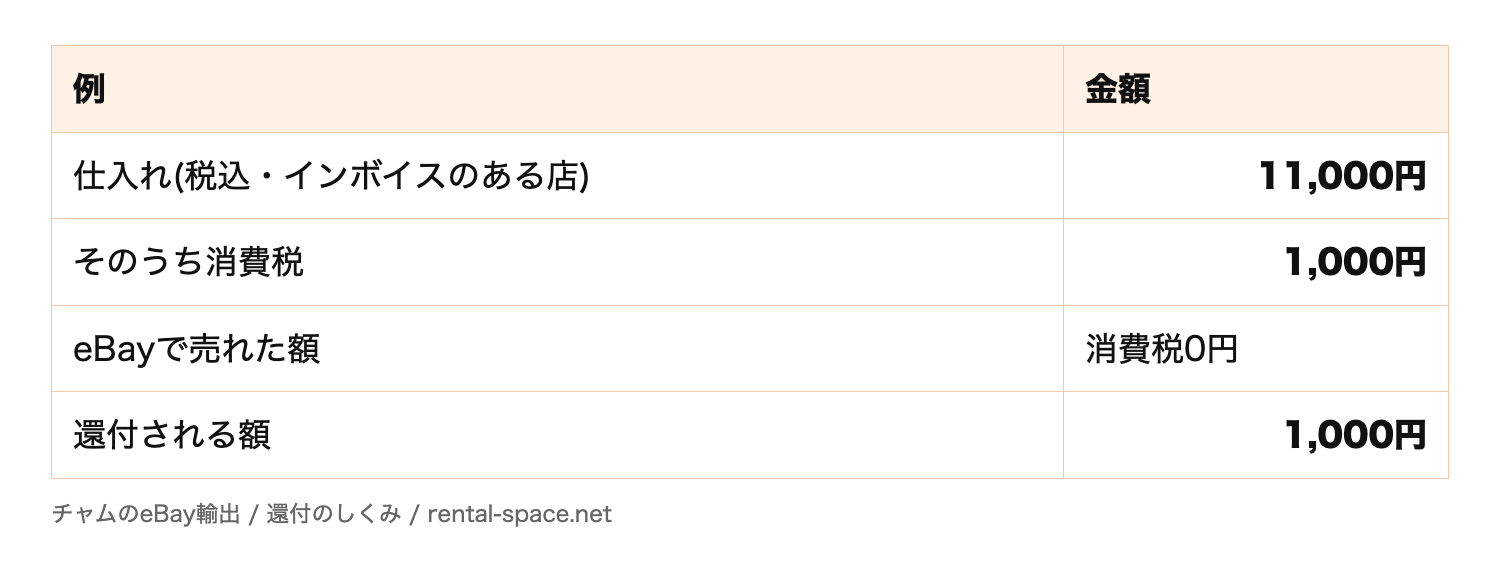 例 金額
仕入れ(税込・インボイスのある店) 11,000円
そのうち消費税 1,000円
eBayで売れた額 消費税0円
還付される額 1,000円
チャムのeBay輸出 / 還付のしくみ / rental-space.net